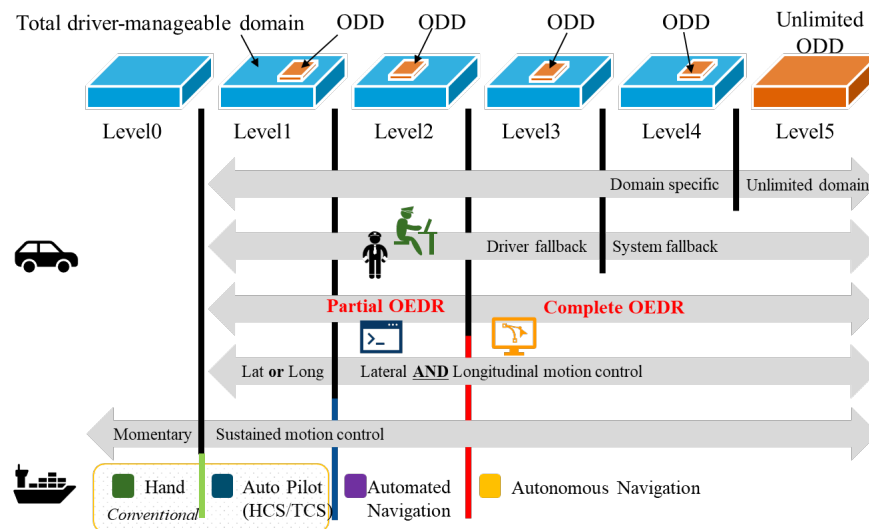 Total driver-manageable domain
ODD
ODD
ODD
ODD
Unlimited
ODD
Level0
Level1
Level2
Level3
Level4
Level5
Domain specific
Unlimited domain
Driver fallback
System fallback
Partial OEDR
Complete OEDR
Lat or Long
Lateral AND Longitudinal motion control
Momentary
Sustained motion control
Hand
Conventional
Auto Pilot
(HCS/TCS)
Automated
Navigation
Autonomous Navigation